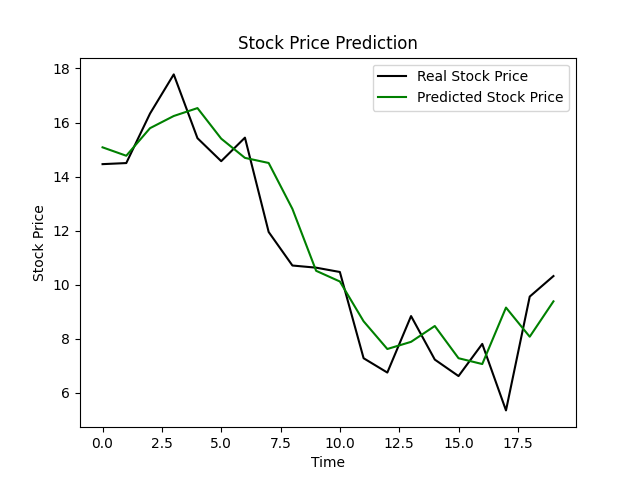 Stock Price Prediction
Real Stock Price
Predicted Stock Price
Stock Price
18
16
14
12
10
8
6
0.0 2.5 5.0 7.5 10.0 12.5 15.0 17.5
Time